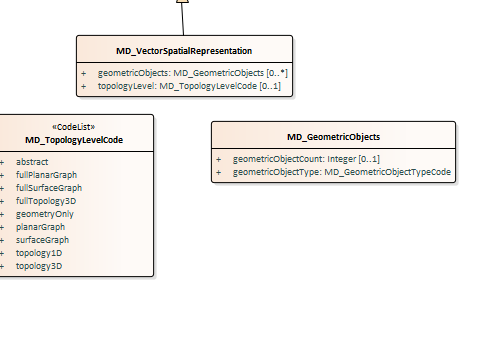 MD_VectorSpatialRepresentation
+ geometricObjects: MD_GeometricObjects [0..*]
+ topologyLevel: MD_TopologyLevelCode [0..1]
«CodeList»
MD_TopologyLevelCode
+ abstract
+ fullPlanarGraph
+ fullSurfaceGraph
+ fullTopology3D
+ geometryOnly
+ planarGraph
+ surfaceGraph
+ topology1D
+ topology3D
MD_GeometricObjects
+ geometricObjectCount: Integer [0..1]
+ geometricObjectType: MD_GeometricObjectTypeCode